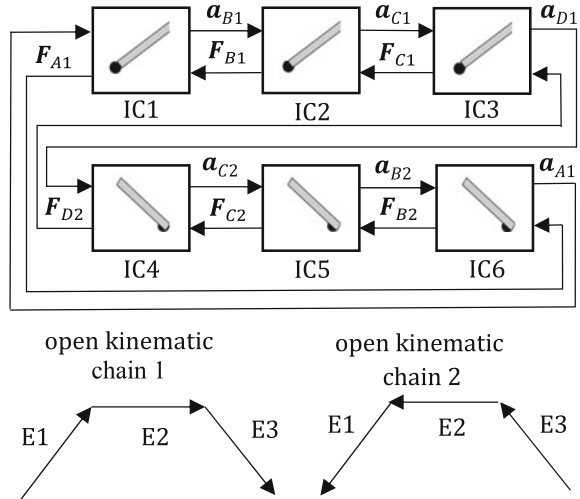 a_B1 a_C1 a_D1
F_A1 F_B1 F_C1
IC1 IC2 IC3
a_C2 a_B2 a_A1
F_D2 F_C2 F_B2
IC4 IC5 IC6
open kinematic
chain 1
open kinematic
chain 2
E1 E2 E3
E1 E2 E3